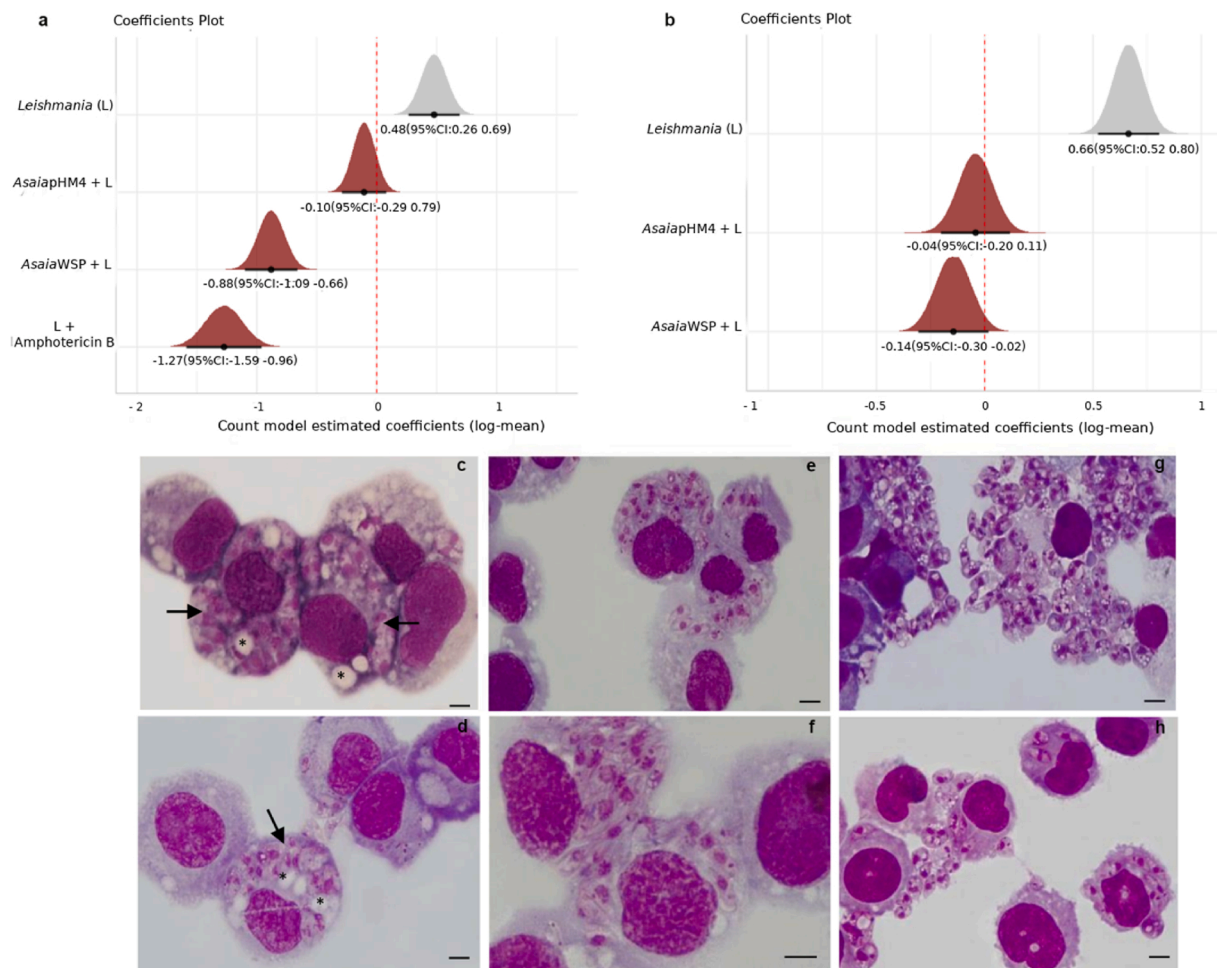 a
Coefficients Plot
Leishmania (L)
0.48(95%CI:0.26 0.69)
AsaiapHM4 + L
-0.10(95%CI:-0.29 0.79)
AsaiaWSP + L
-0.88(95%CI:-1.09 -0.66)
L +
Amphotericin B
-1.27(95%CI:-1.59 -0.96)
- 2
-1
0
1
Count model estimated coefficients (log-mean)
b
Coefficients Plot
Leishmania (L)
0.66(95%CI:0.52 0.80)
AsaiapHM4 + L
-0.04(95%CI:-0.20 0.11)
AsaiaWSP + L
-0.14(95%CI:-0.30 -0.02)
- 1
-0.5
0
0.5
1
Count model estimated coefficients (log-mean)
c
*
*
e
g
d
*
*
f
h